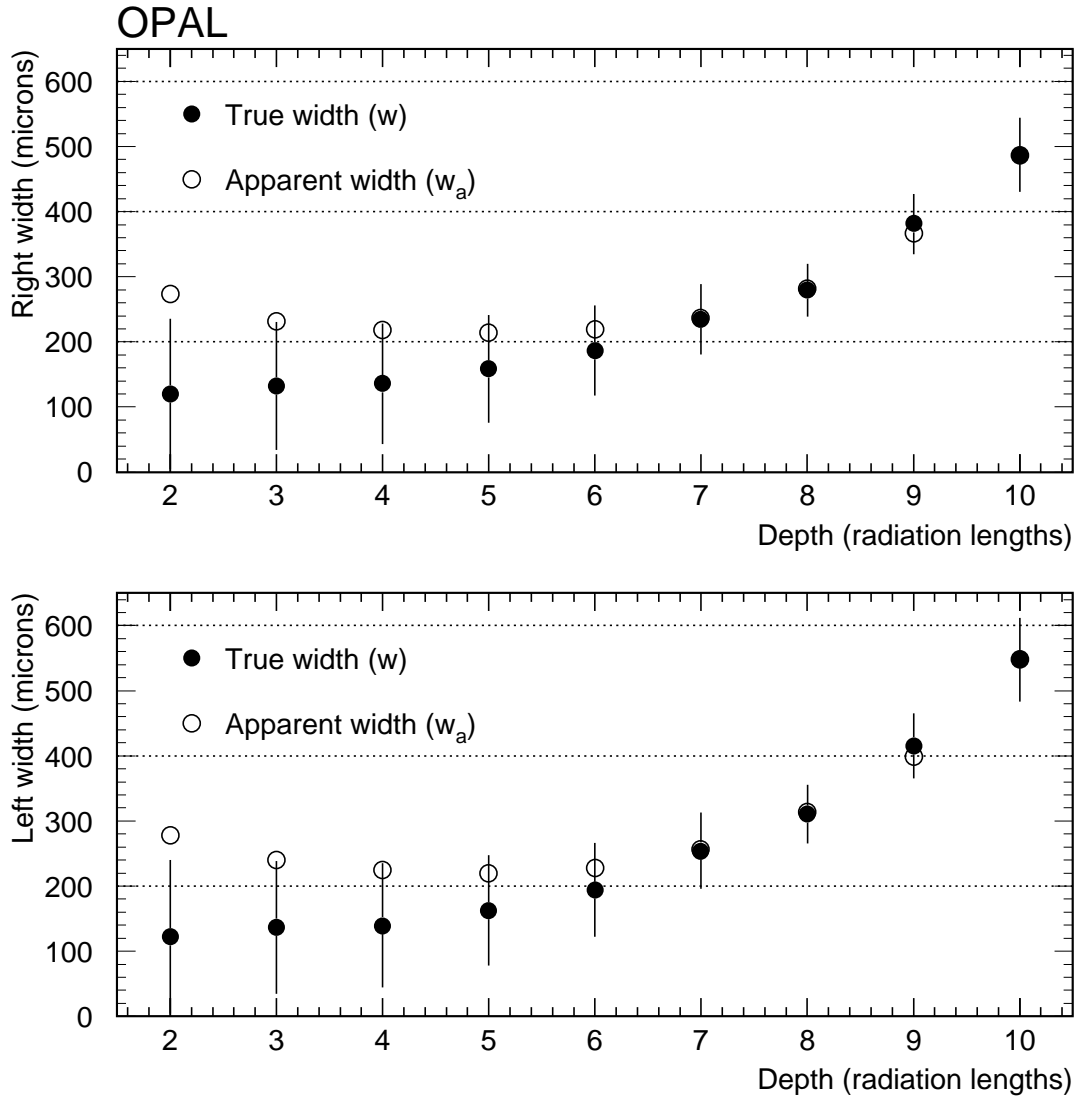 OPAL
Right width (microns)
600
500
400
300
200
100
0
True width (w)
Apparent width (wa)
2 3 4 5 6 7 8 9 10
Depth (radiation lengths)
Left width (microns)
600
500
400
300
200
100
0
True width (w)
Apparent width (wa)
2 3 4 5 6 7 8 9 10
Depth (radiation lengths)